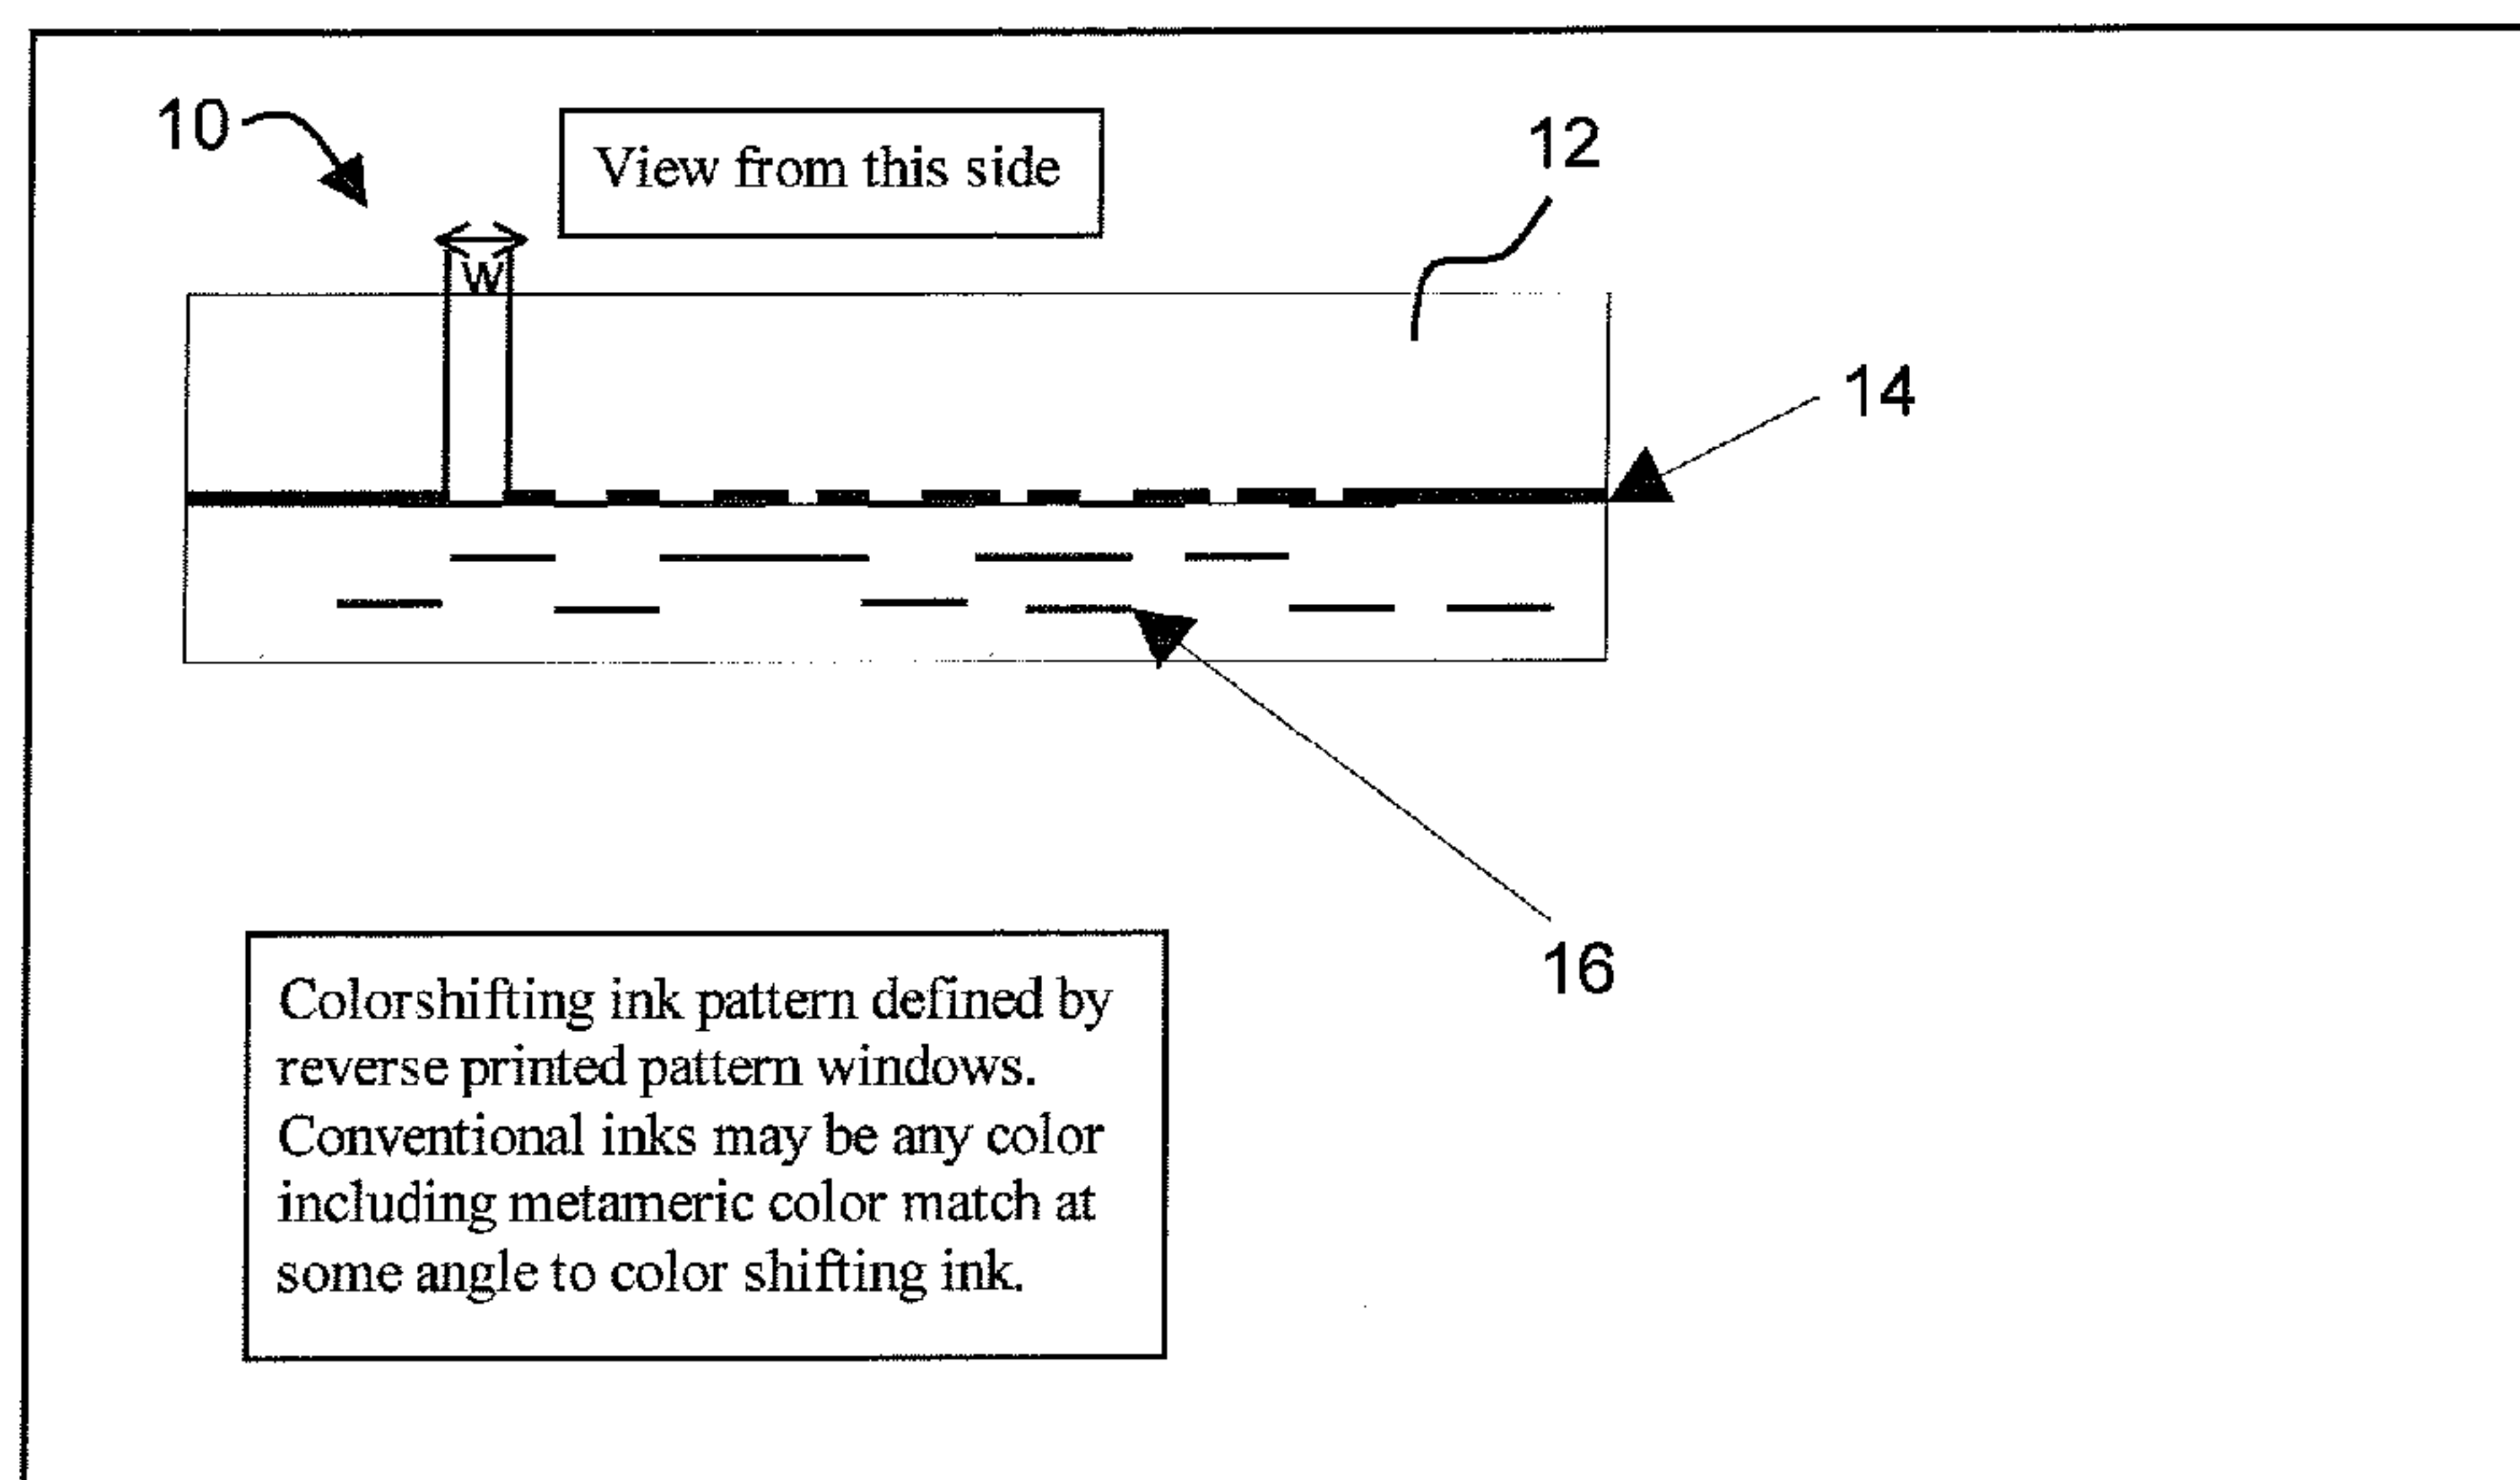 10
View from this side
12
W
14
16
Colorshifting ink pattern defined by
reverse printed pattern windows.
Conventional inks may be any color
including metameric color match at
some angle to color shifting ink.